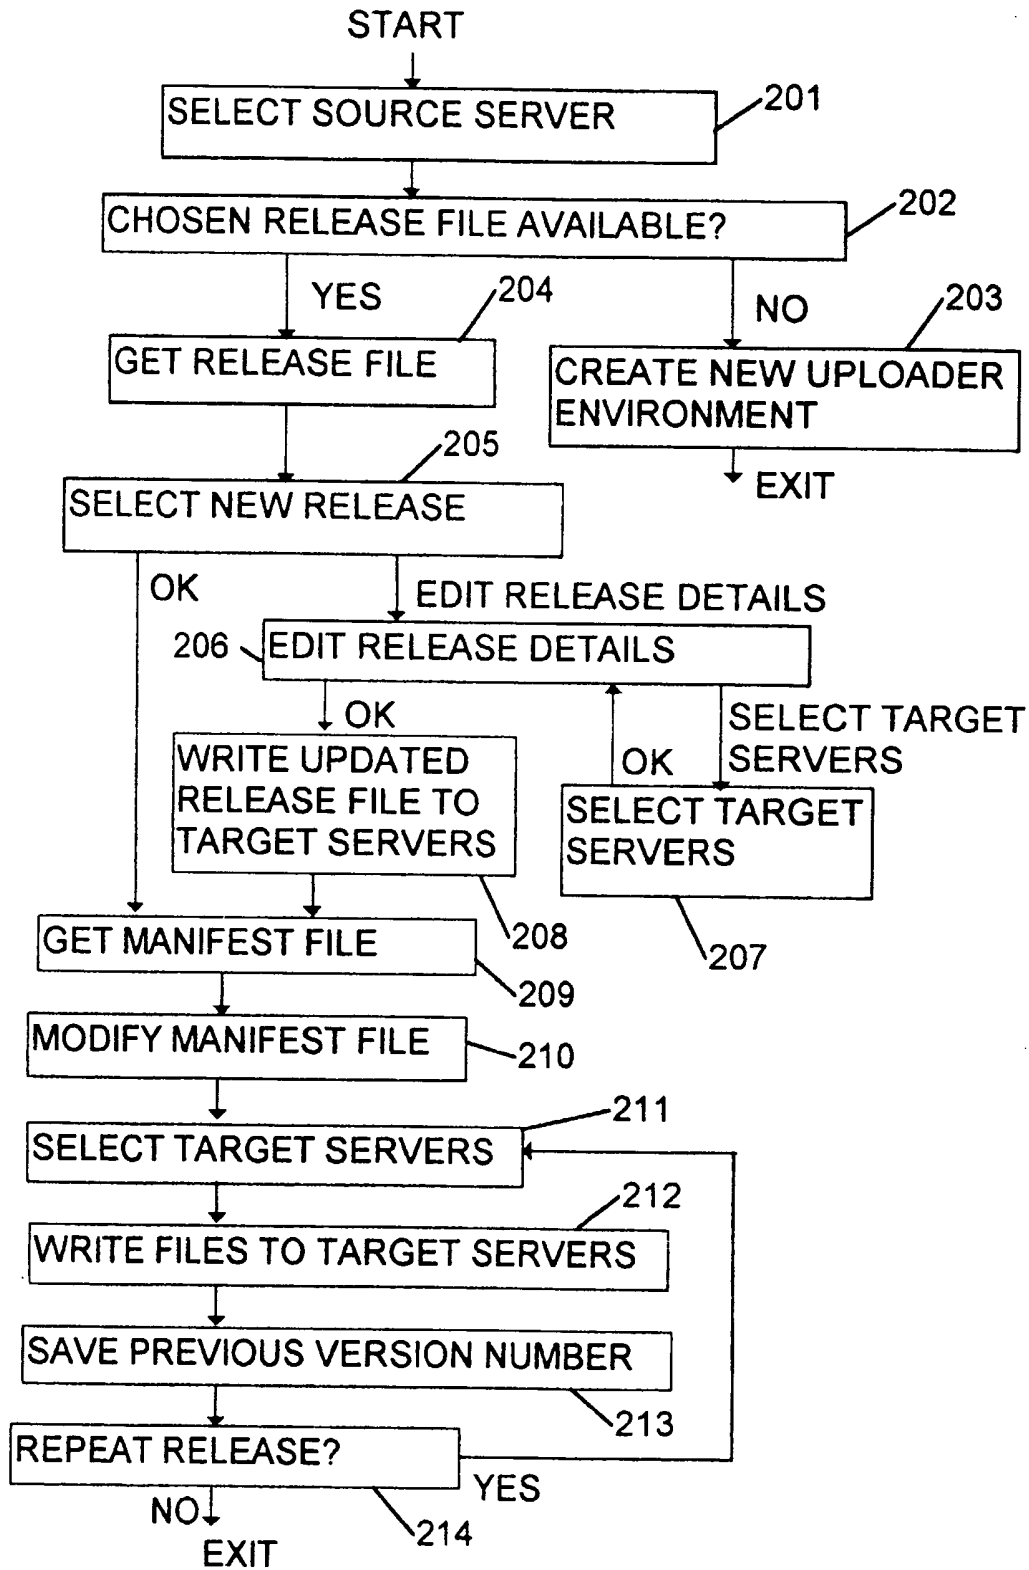 START
SELECT SOURCE SERVER
201
CHOSEN RELEASE FILE AVAILABLE?
202
YES
204
NO
203
GET RELEASE FILE
CREATE NEW UPLOADER
ENVIRONMENT
205
EXIT
SELECT NEW RELEASE
OK
EDIT RELEASE DETAILS
206
EDIT RELEASE DETAILS
OK
SELECT TARGET
SERVERS
OK
WRITE UPDATED
RELEASE FILE TO
TARGET SERVERS
SELECT TARGET
SERVERS
208
207
GET MANIFEST FILE
209
MODIFY MANIFEST FILE
210
211
SELECT TARGET SERVERS
212
WRITE FILES TO TARGET SERVERS
SAVE PREVIOUS VERSION NUMBER
213
REPEAT RELEASE?
YES
NO
214
EXIT